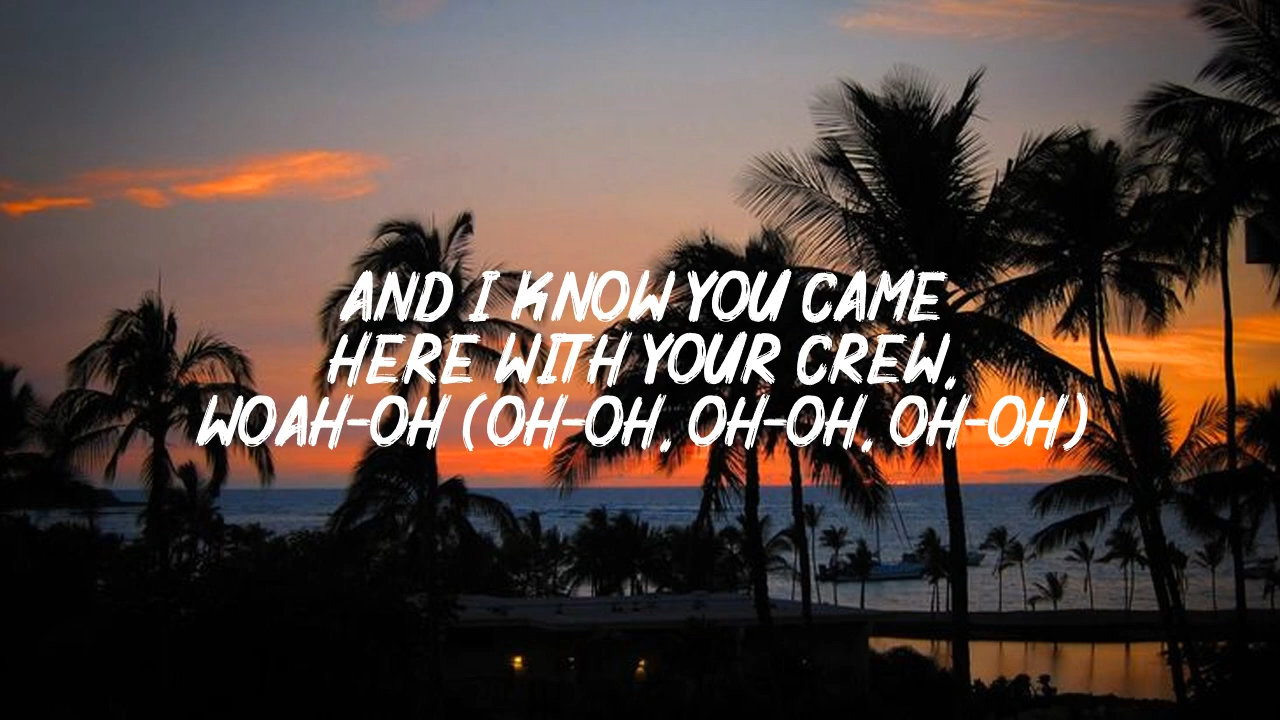 AND I KNOW YOU CAME
HERE WITH YOUR CREW,
WOAH-OH (OH-OH, OH-OH, OH-OH)